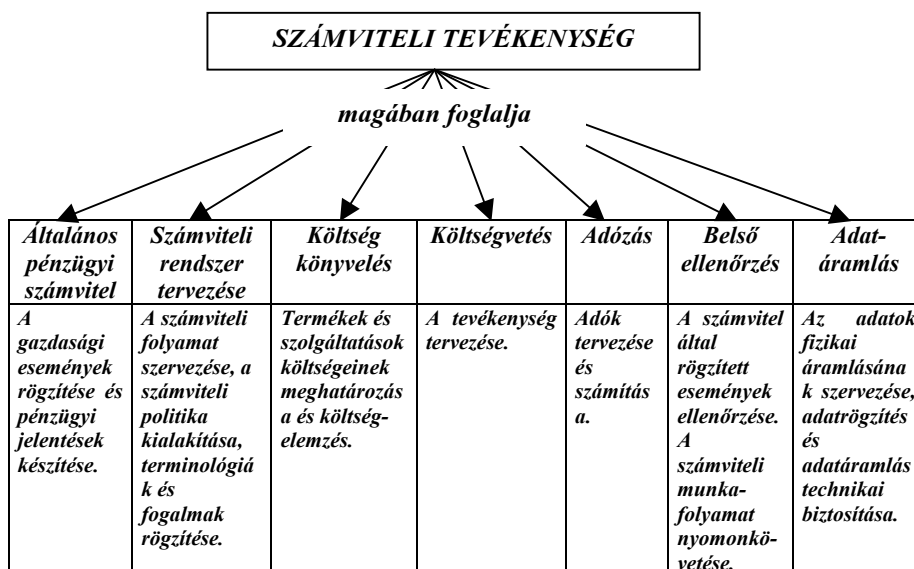 SZÁMVITELI TEVÉKENYSÉG
magában foglalja
Általános
pénzügyi
számvitel
Számviteli
rendszer
tervezése
Költség
könyvelés
Költségvetés
Adózás
Belső
ellenőrzés
Adat-
áramlás
A
gazdasági
események
rögzítése és
pénzügyi
jelentések
készítése.
A számviteli
folyamat
szervezése, a
számviteli
politika
kialakítása,
terminológiá
k és
fogalmak
rögzítése.
Termékek és
szolgáltatások
költségeinek
meghatározás
a és költség-
elemzés.
A tevékenység
tervezése.
Adók
tervezése
és
számítás
a.
A számvitel
által
rögzített
események
ellenőrzése.
A
számviteli
munka-
folyamat
nyomonkö-
vetése.
Az adatok
fizikai
áramlásána
k szervezése,
adatrögzítés
és
adatáramlás
technikai
biztosítása.